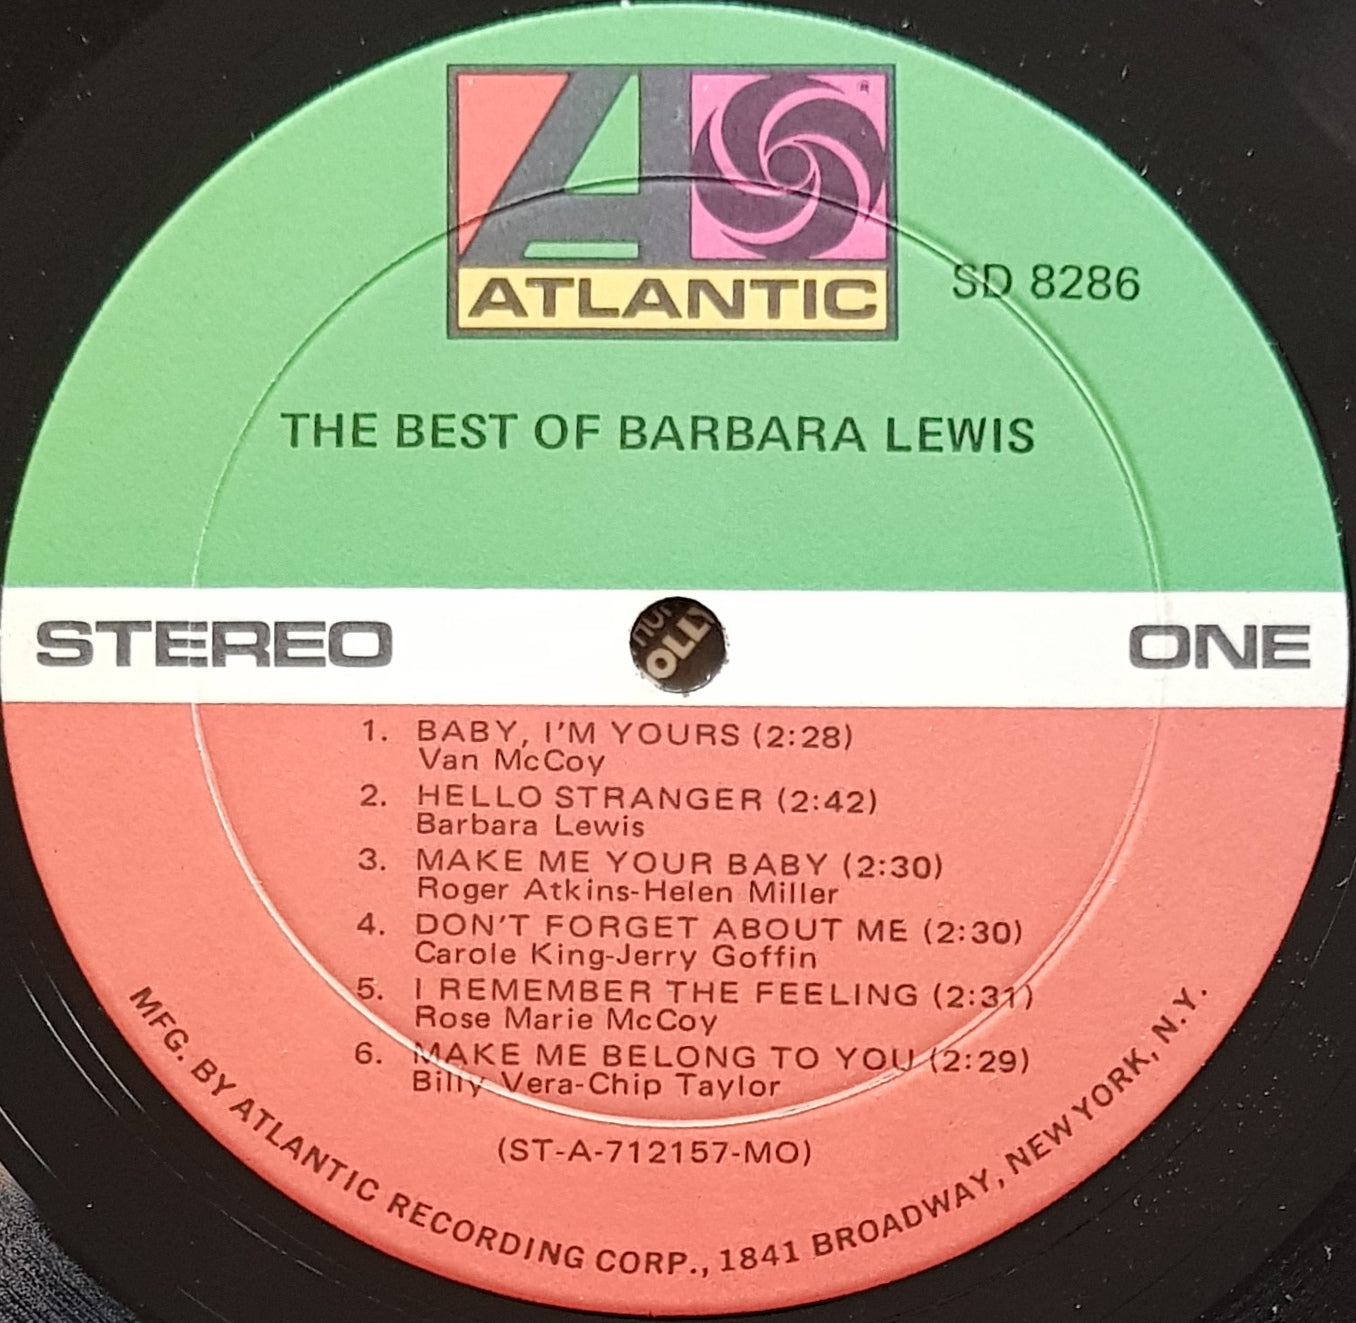 ATLANTIC
®
SD 8286
THE BEST OF BARBARA LEWIS
STEREO
OLLY
ONE
1. BABY, I'M YOURS (2:28)
Van McCoy
2. HELLO STRANGER (2:42)
Barbara Lewis
3. MAKE ME YOUR BABY (2:30)
Roger Atkins-Helen Miller
4. DON'T FORGET ABOUT ME (2:30)
Carole King-Jerry Goffin
5. I REMEMBER THE FEELING (2:31)
Rose Marie McCoy
6. MAKE ME BELONG TO YOU (2:29)
Billy Vera-Chip Taylor
(ST-A-712157-MO)
MFG. BY ATLANTIC RECORDING CORP., 1841 BROADWAY, NEW YORK, N.Y.